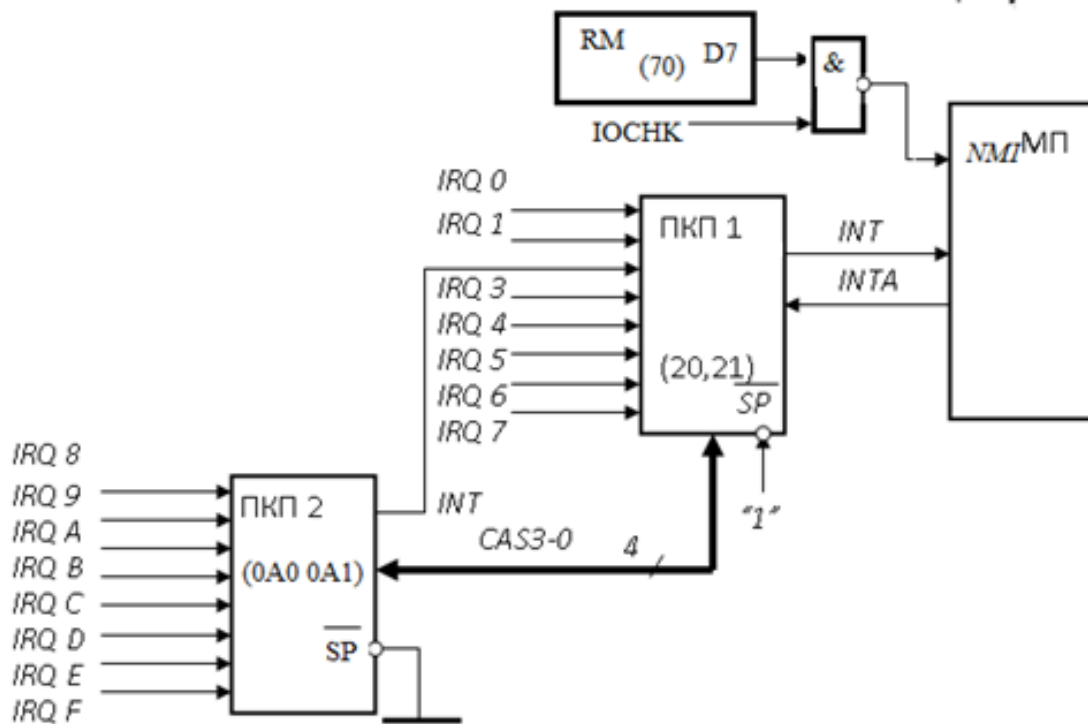 RM
(70)
D7
&
IOCHK
NMI МП
IRQ 0
IRQ 1
IRQ 3
IRQ 4
IRQ 5
IRQ 6
IRQ 7
ПКП 1
(20,21)
SP
INT
INTA
"1"
IRQ 8
IRQ 9
IRQ A
IRQ B
IRQ C
IRQ D
IRQ E
IRQ F
ПКП 2
(0A0 0A1)
SP
INT
CAS3-0
4